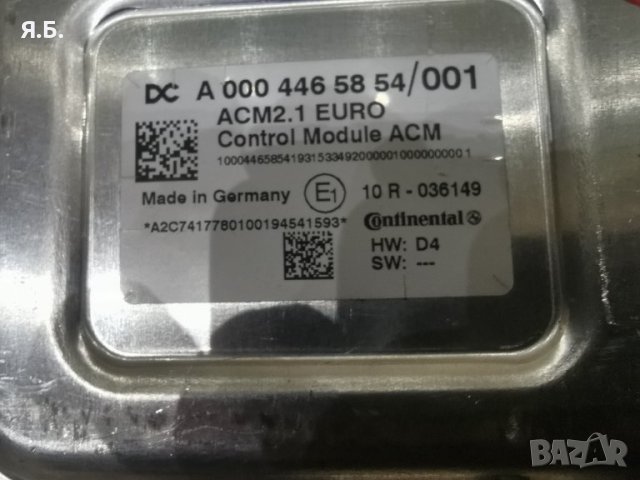 Я.Б.
DC A 000 446 58 54/001
ACM2.1 EURO
Control Module ACM
Made in Germany E1 10 R - 036149
*A2C7417780100194541593* Continental
HW: D4
SW: ---
BAZAR